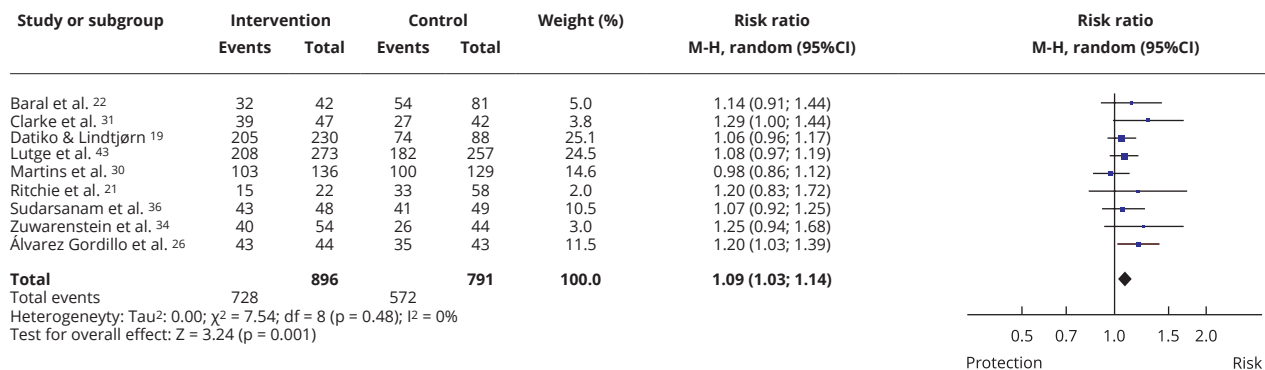 Study or subgroup Intervention Control Weight (%) Risk ratio Risk ratio
Events Total Events Total M-H, random (95%CI) M-H, random (95%CI)
Baral et al. 22 32 42 54 81 5.0 1.14 (0.91; 1.44)
Clarke et al. 31 39 47 27 42 3.8 1.29 (1.00; 1.44)
Datiko & Lindtjørn 19 205 230 74 88 25.1 1.06 (0.96; 1.17)
Lutge et al. 43 208 273 182 257 24.5 1.08 (0.97; 1.19)
Martins et al. 30 103 136 100 129 14.6 0.98 (0.86; 1.12)
Ritchie et al. 21 15 22 33 58 2.0 1.20 (0.83; 1.72)
Sudarsanam et al. 36 43 48 41 49 10.5 1.07 (0.92; 1.25)
Zuwarenstein et al. 34 40 54 26 44 3.0 1.25 (0.94; 1.68)
Álvarez Gordillo et al. 26 43 44 35 43 11.5 1.20 (1.03; 1.39)
Total 896 791 100.0 1.09 (1.03; 1.14)
Total events 728 572
Heterogeneyty: Tau²: 0.00; χ² = 7.54; df = 8 (p = 0.48); I² = 0%
Test for overall effect: Z = 3.24 (p = 0.001)
0.5 0.7 1.0 1.5 2.0
Protection Risk